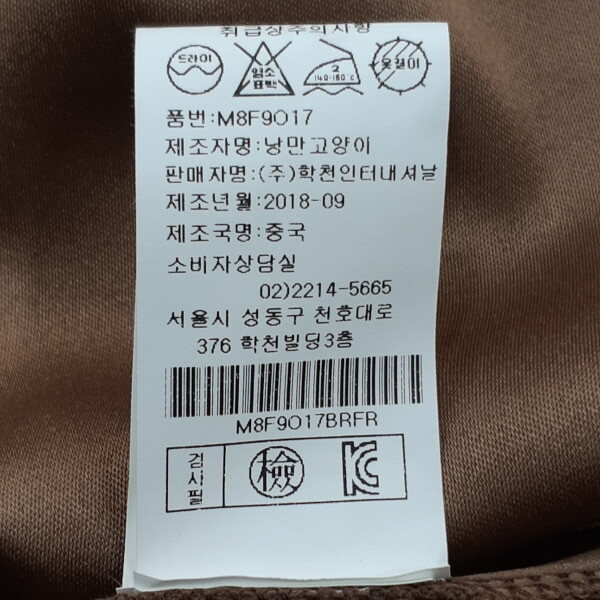 취급상주의사항
드라이
염소
표백
2
140-160°C
옷걸이
품번:M8F9O17
제조자명:낭만고양이
판매자명:(주)학천인터내셔날
제조년월:2018-09
제조국명:중국
소비자상담실
02)2214-5665
서울시 성동구 천호대로
376 학천빌딩3층
M8F9O17BRFR
검사필
檢
KC